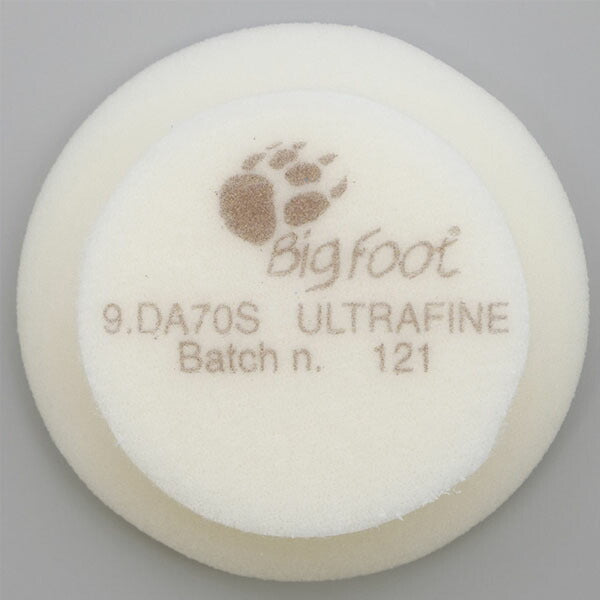 Bigfoot®
9.DA70S ULTRAFINE
Batch n. 121